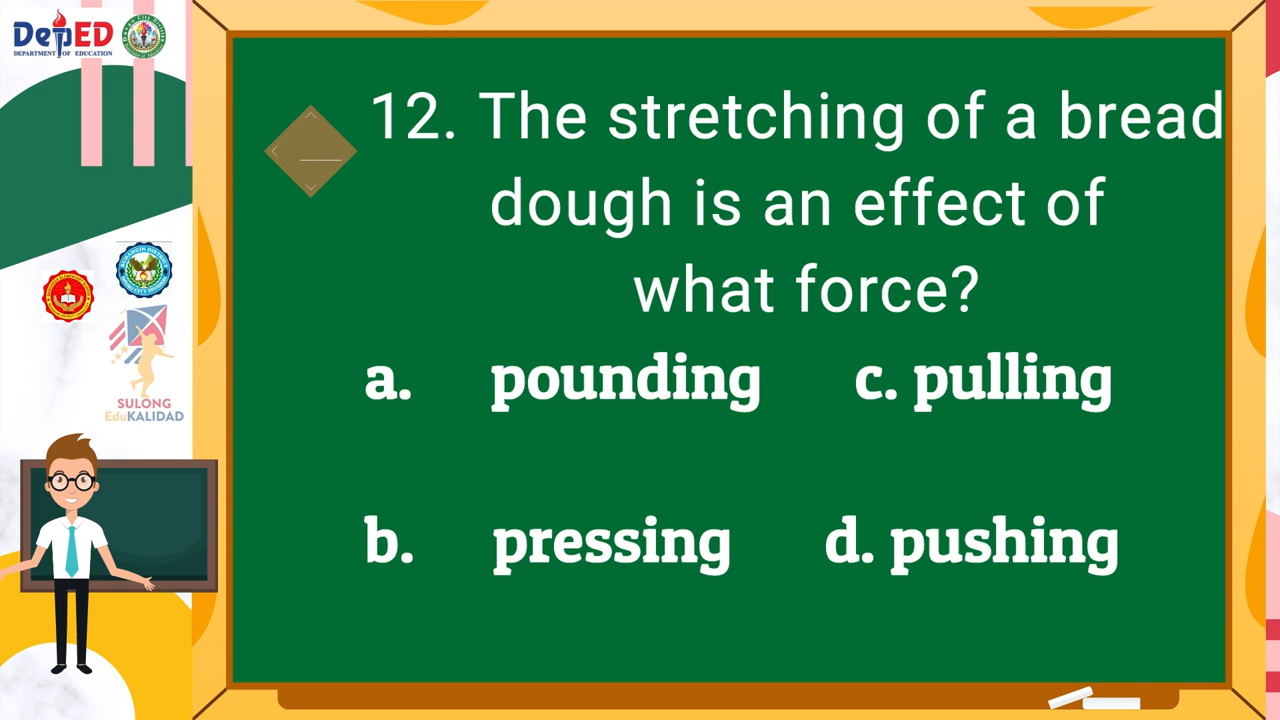 DepED
DEPARTMENT OF EDUCATION
12. The stretching of a bread
dough is an effect of
what force?
a. pounding c. pulling
b. pressing d. pushing
SULONG
EduKALIDAD